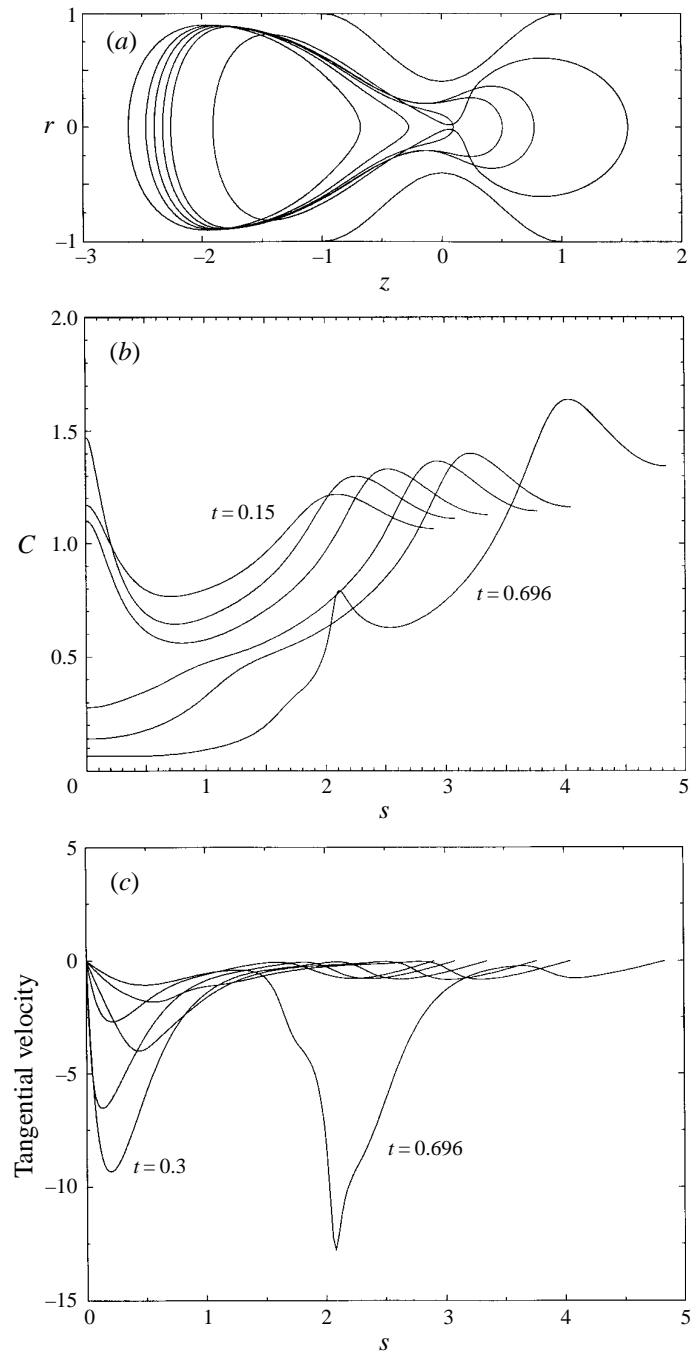 (a)
1
r 0
–1
–3 –2 –1 0 1 2
z
(b)
2.0
1.5
t = 0.15
C 1.0
t = 0.696
0.5
0 1 2 3 4 5
s
(c)
5
0
Tangential velocity
–5
t = 0.3
t = 0.696
–10
–15
0 1 2 3 4 5
s